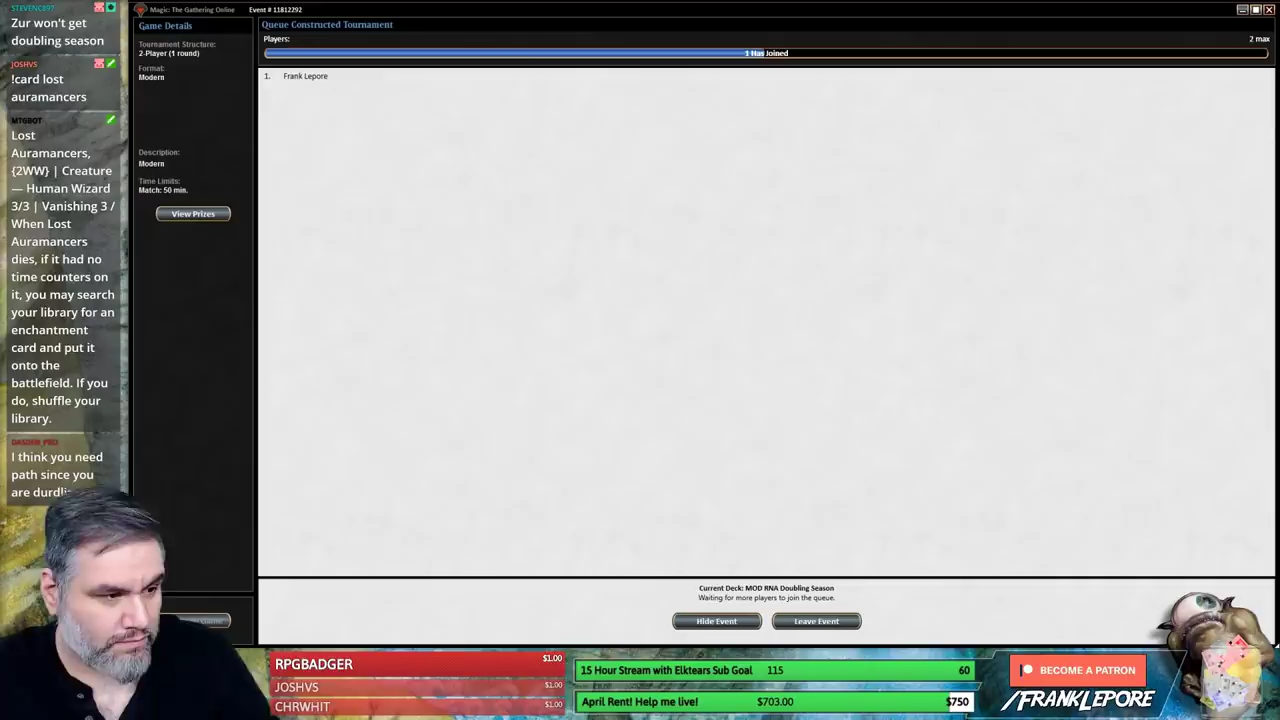 STEVENC897
Zur won't get
doubling season
JOSHVS
!card lost
auramancers
MTGBOT
Lost
Auramancers,
{2WW} | Creature
— Human Wizard
3/3 | Vanishing 3 /
When Lost
Auramancers
dies, if it had no
time counters on
it, you may search
your library for an
enchantment
card and put it
onto the
battlefield. If you
do, shuffle your
library.
I think you need
path since you
are durdli
Magic: The Gathering Online
Event # 11812292
Game Details
Tournament Structure:
2-Player (1 round)
Format:
Modern
Description:
Modern
Time Limits:
Match: 50 min.
View Prizes
Game
Queue Constructed Tournament
Players:
2 max
1 Has Joined
1. Frank Lepore
Current Deck: MOD RNA Doubling Season
Waiting for more players to join the queue.
Hide Event
Leave Event
RPGBADGER $1.00
JOSHVS $1.00
CHRWHIT $1.00
15 Hour Stream with Elktears Sub Goal 115 60
April Rent! Help me live! $703.00 $750
BECOME A PATRON
/FRANKLEPORE